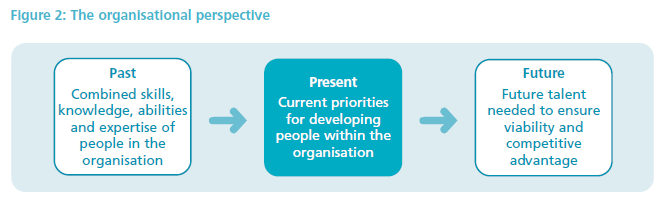 Figure 2: The organisational perspective
Past
Combined skills,
knowledge, abilities
and expertise of
people in the
organisation
Present
Current priorities
for developing
people within the
organisation
Future
Future talent
needed to ensure
viability and
competitive
advantage